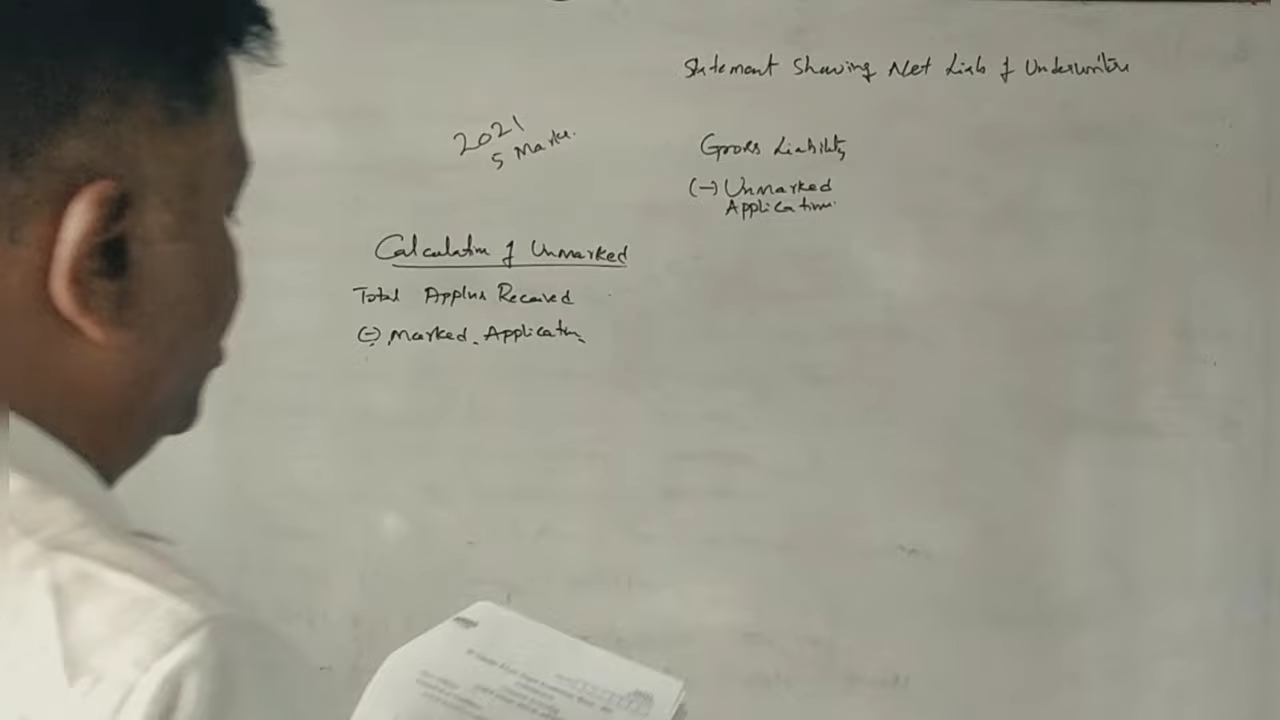 Statement Showing Net Liab of Underwriters
2021
5 Marks.
Gross Liability
(-) Unmarked
Application.
Calculation of Unmarked
Total Applns Received
(-) Marked Application